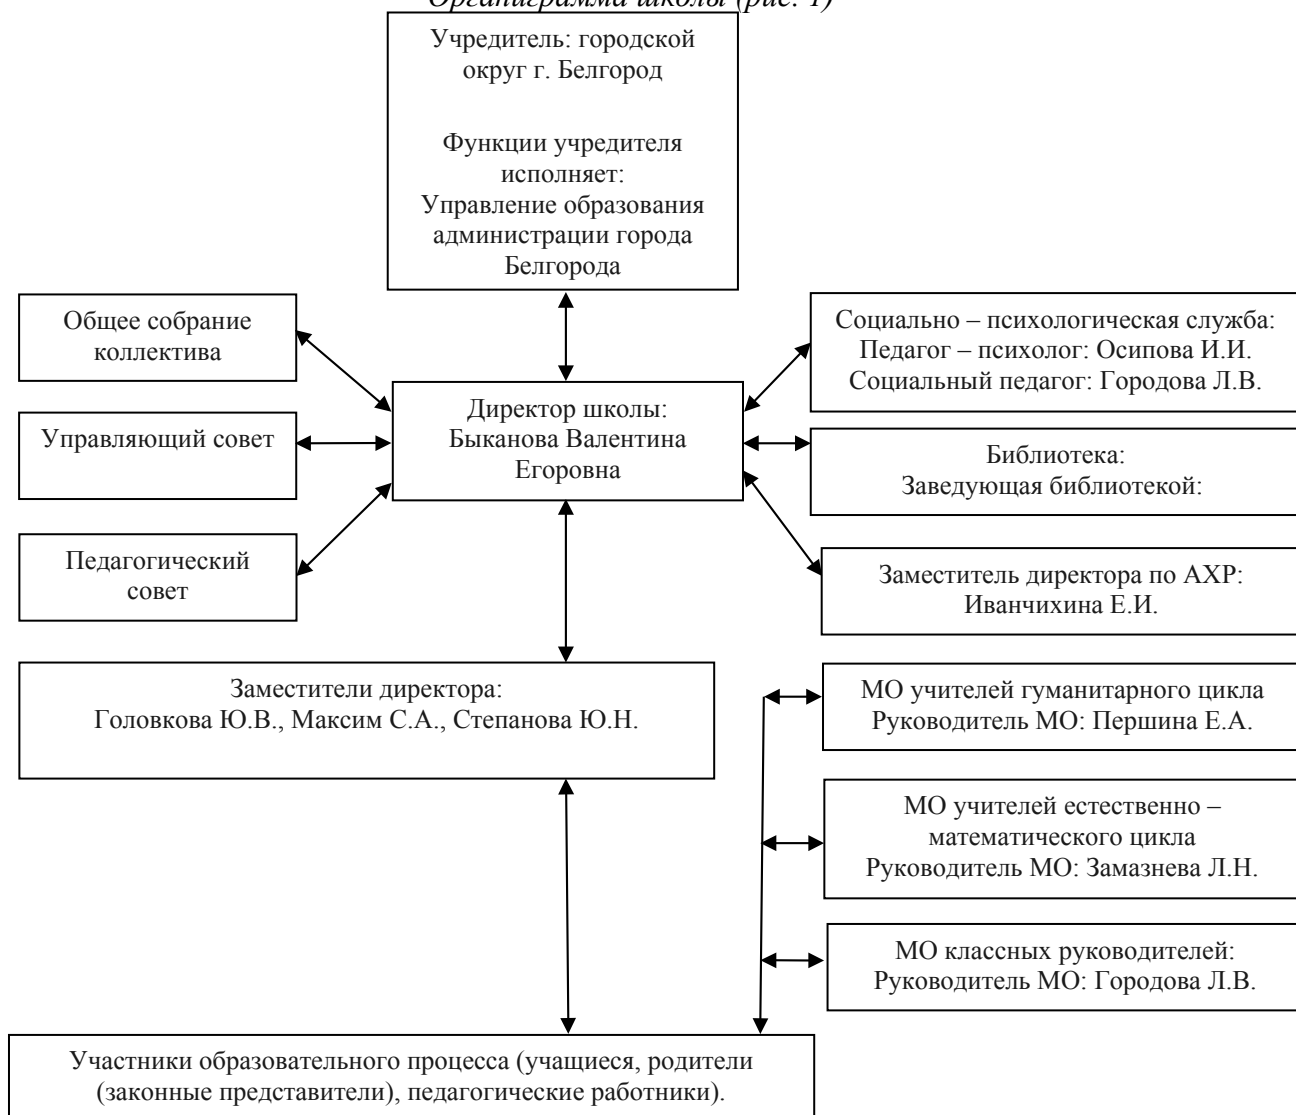 Органиграмма школы (рис. 1)
Учредитель: городской
округ г. Белгород
Функции учредителя
исполняет:
Управление образования
администрации города
Белгорода
Общее собрание
коллектива
Управляющий совет
Педагогический
совет
Директор школы:
Быканова Валентина
Егоровна
Социально – психологическая служба:
Педагог – психолог: Осипова И.И.
Социальный педагог: Городова Л.В.
Библиотека:
Заведующая библиотекой:
Заместитель директора по АХР:
Иванчихина Е.И.
Заместители директора:
Головкова Ю.В., Максим С.А., Степанова Ю.Н.
МО учителей гуманитарного цикла
Руководитель МО: Першина Е.А.
МО учителей естественно –
математического цикла
Руководитель МО: Замазнева Л.Н.
МО классных руководителей:
Руководитель МО: Городова Л.В.
Участники образовательного процесса (учащиеся, родители
(законные представители), педагогические работники).